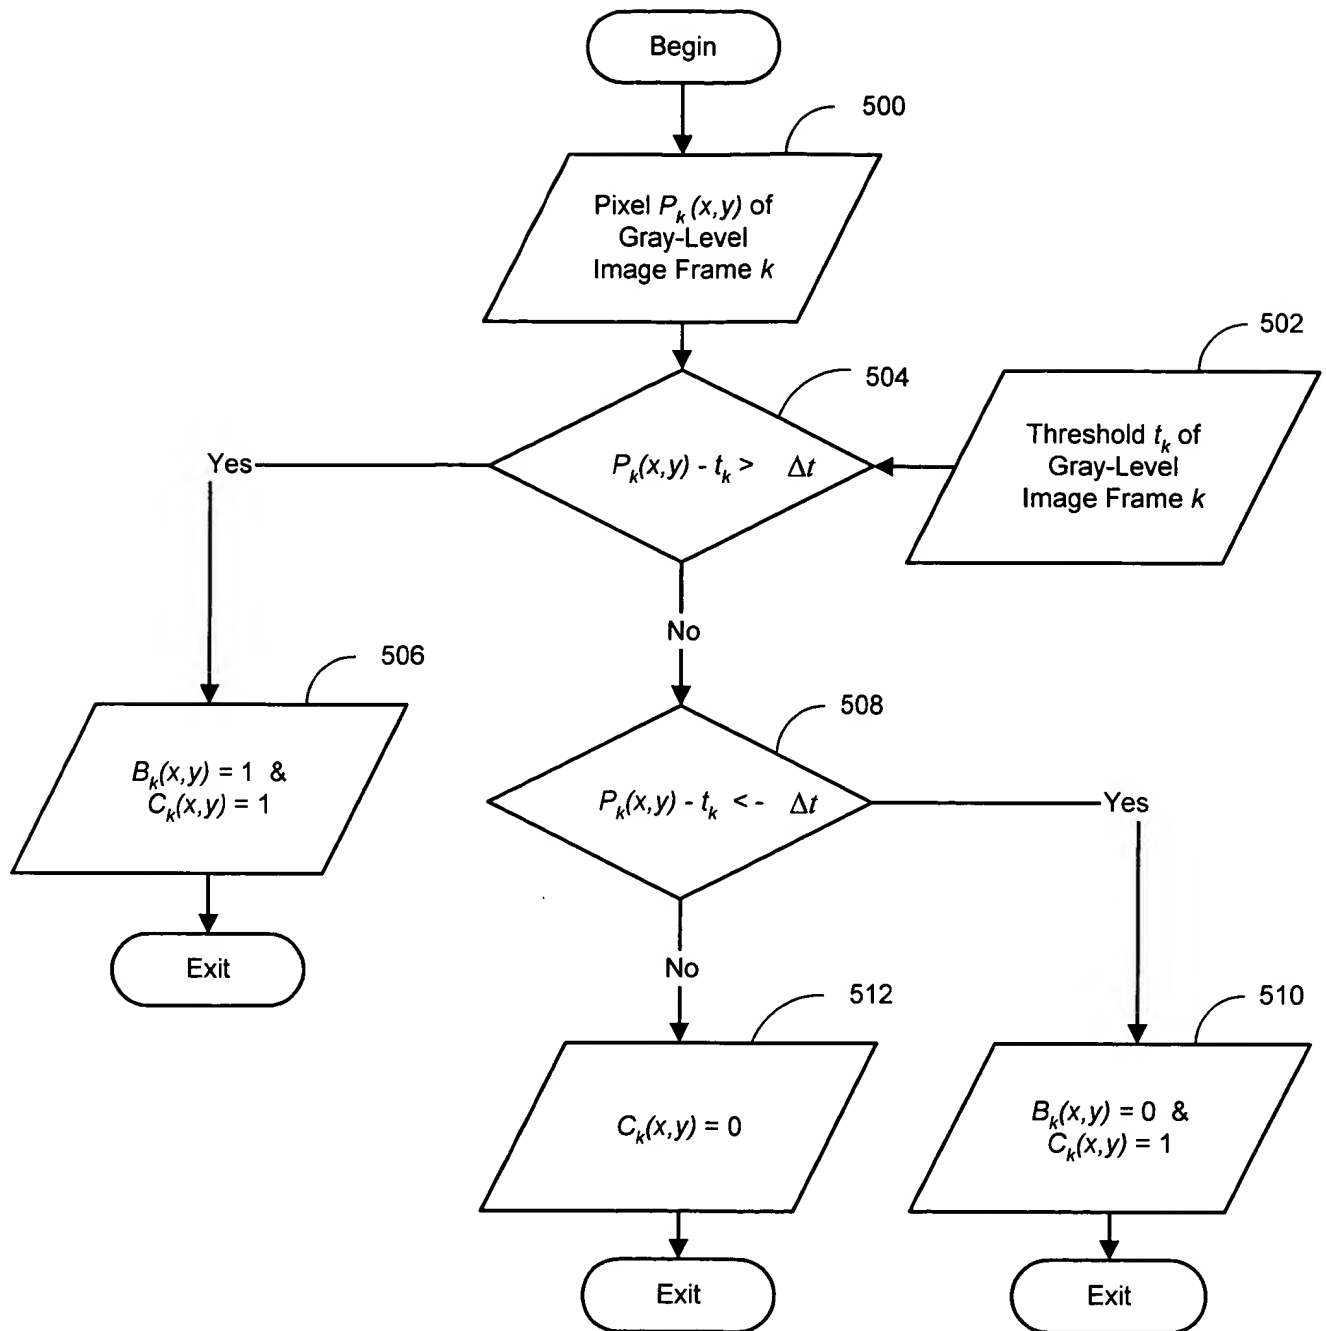 Begin
500
Pixel P_k(x,y) of
Gray-Level
Image Frame k
502
504
Threshold t_k of
Gray-Level
Image Frame k
P_k(x,y) - t_k > Δt
Yes
No
506
508
B_k(x,y) = 1 &
C_k(x,y) = 1
P_k(x,y) - t_k < - Δt
Yes
Exit
No
512
510
C_k(x,y) = 0
B_k(x,y) = 0 &
C_k(x,y) = 1
Exit
Exit